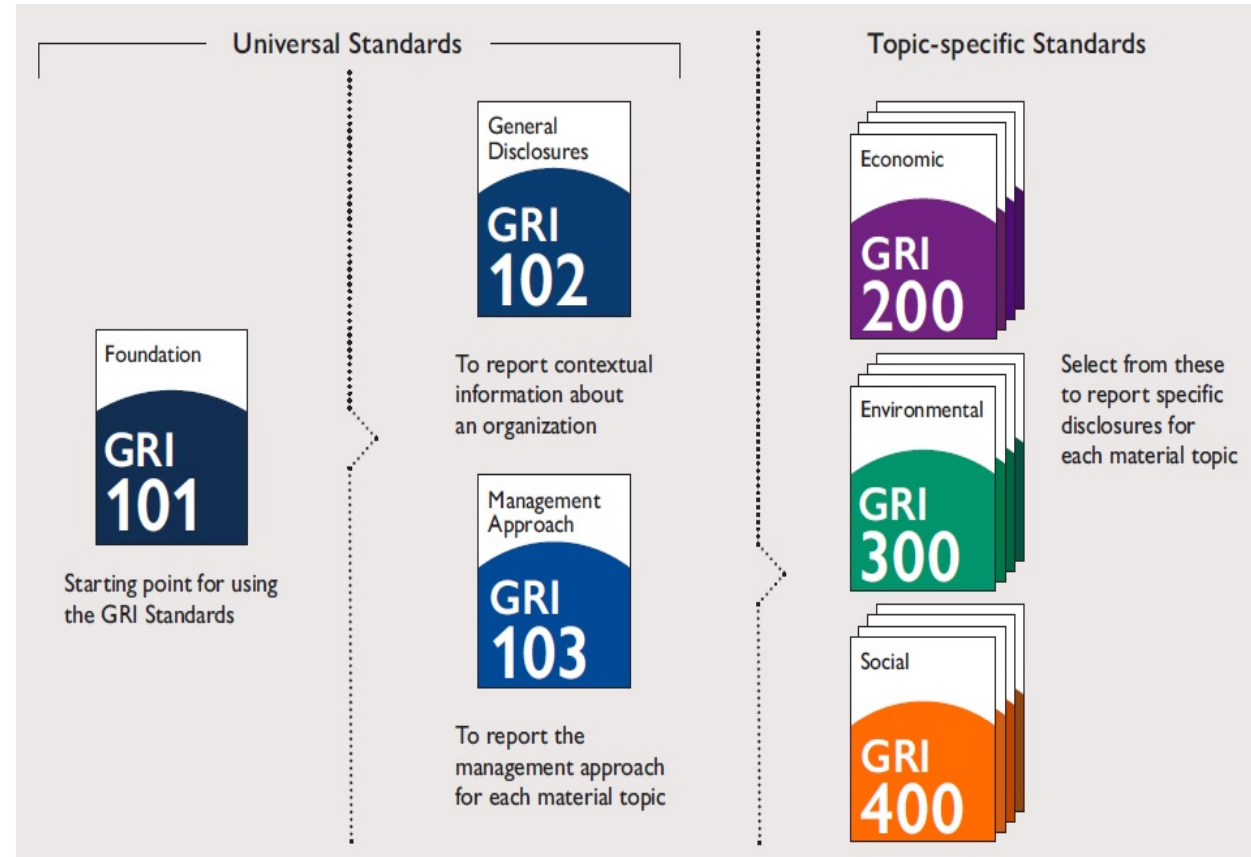 Universal Standards
Foundation
GRI
101
Starting point for using
the GRI Standards
General
Disclosures
GRI
102
To report contextual
information about
an organization
Management
Approach
GRI
103
To report the
management approach
for each material topic
Topic-specific Standards
Economic
GRI
200
Environmental
GRI
300
Social
GRI
400
Select from these
to report specific
disclosures for
each material topic